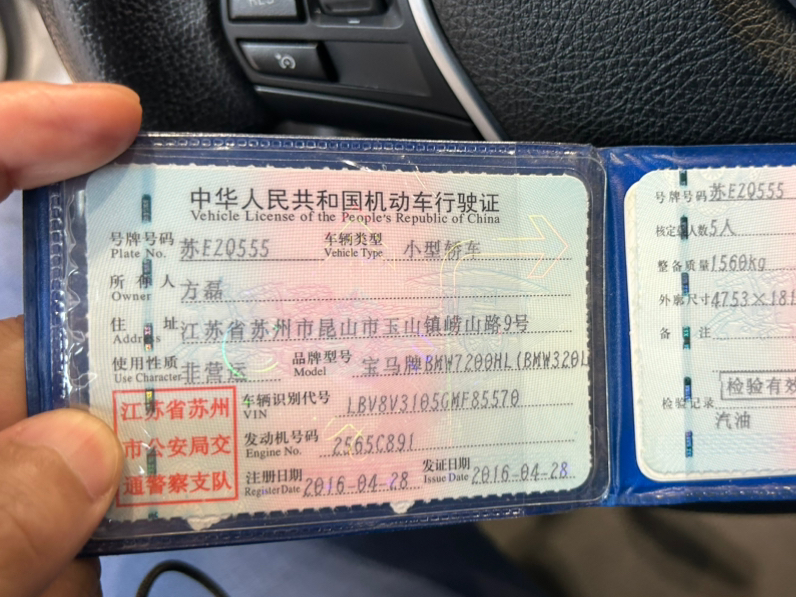 RES
中华人民共和国机动车行驶证
Vehicle License of the People's Republic of China
号牌号码 苏EZQ555 车辆类型 小型轿车
Plate No. Vehicle Type
所有人 方磊
Owner
住址 江苏省苏州市昆山市玉山镇崂山路9号
Address
使用性质 非营运 品牌型号 宝马牌BMW7200HL(BMW320L
Use Character Model
江苏省苏州
市公安局交
通警察支队
车辆识别代号 LBV8V3105GMF85570
VIN
发动机号码 2565C891
Engine No.
注册日期 2016-04-28 发证日期 2016-04-28
Register Date Issue Date
号牌号码 苏EZQ555
核定人数 5人
整备质量 1560kg
外廓尺寸 4753×181
备注
检验有效
检验记录
汽油